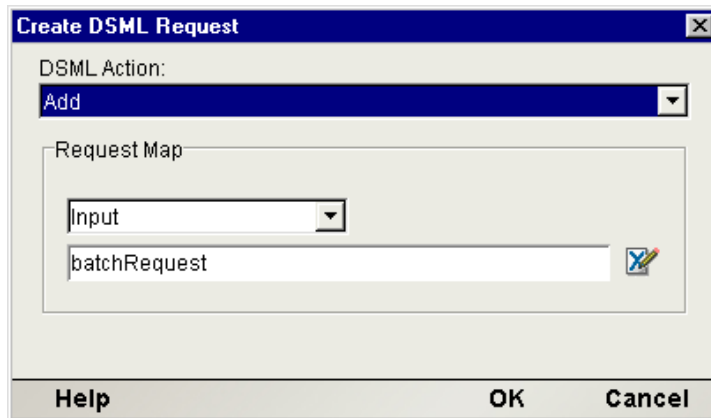 Create DSML Request
DSML Action:
Add
Request Map
Input
batchRequest
Help OK Cancel